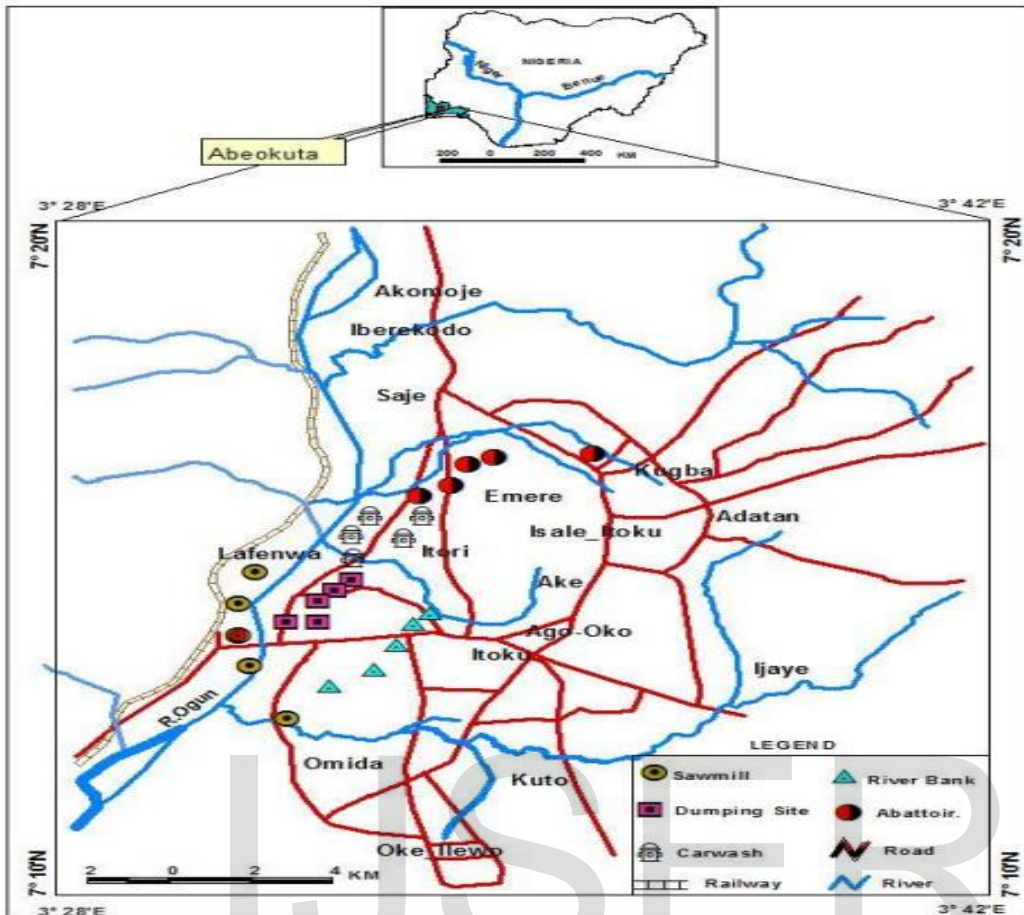 NIGERIA
Niger
Benue
Abeokuta
200 0 200 400 KM
3° 28'E
3° 42'E
7° 20'N
7° 20'N
Akomoje
Iberekodo
Saje
Kugba
Emere
Adatan
Isale_Itoku
Itori
Lafenwa
Ake
Ago-Oko
Itoku
Ijaye
R.Ogun
LEGEND
Omida
Kuto
Sawmill
River Bank
Dumping Site
Abattoir.
Oke_Ilewo
Carwash
Road
2 0 2 4 KM
Railway
River
7° 10'N
7° 10'N
3° 28'E
3° 42'E
IJSER